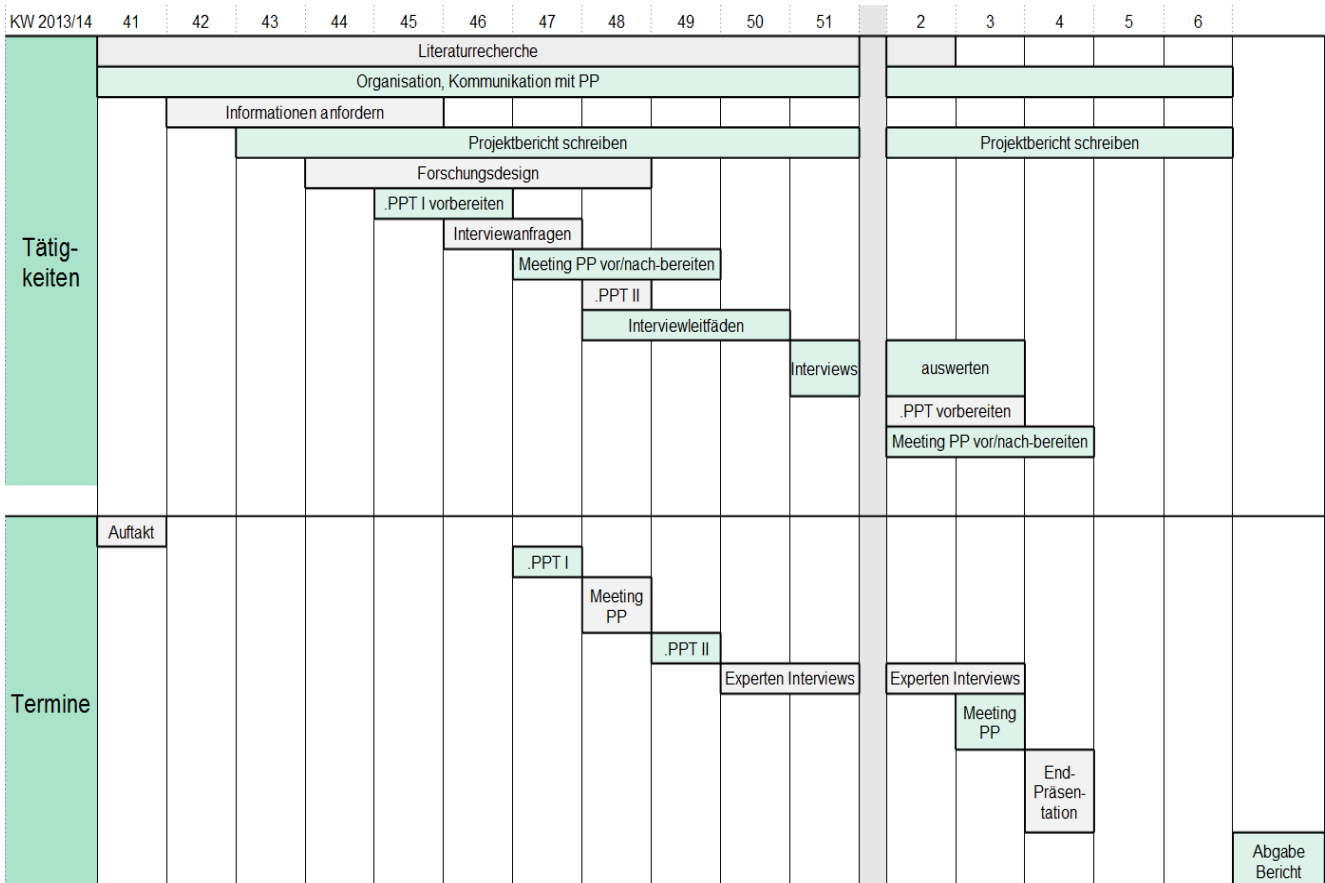 KW 2013/14 41 42 43 44 45 46 47 48 49 50 51 2 3 4 5 6
Literaturrecherche
Organisation, Kommunikation mit PP
Informationen anfordern
Projektbericht schreiben Projektbericht schreiben
Forschungsdesign
.PPT I vorbereiten
Interviewanfragen
Tätig-
keiten
Meeting PP vor/nach-bereiten
.PPT II
Interviewleitfäden
Interviews auswerten
.PPT vorbereiten
Meeting PP vor/nach-bereiten
Auftakt
.PPT I
Meeting
PP
.PPT II
Experten Interviews Experten Interviews
Termine
Meeting
PP
End-
Präsen-
tation
Abgabe
Bericht